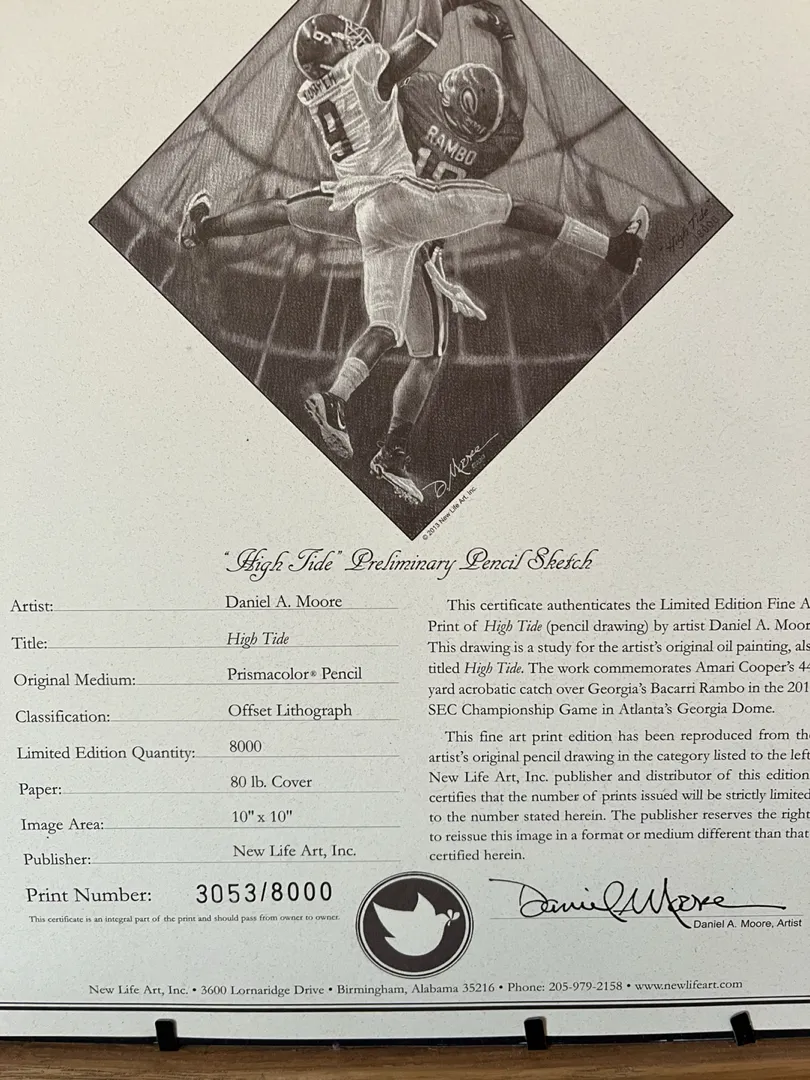 9
9
RAMBO
18
"High Tide"
D. Moore
© 2013 New Life Art, Inc.
"High Tide" Preliminary Pencil Sketch
Artist: Daniel A. Moore
Title: High Tide
Original Medium: Prismacolor® Pencil
Classification: Offset Lithograph
Limited Edition Quantity: 8000
Paper: 80 lb. Cover
Image Area: 10" x 10"
Publisher: New Life Art, Inc.
Print Number: 3053/8000
This certificate is an integral part of the print and should pass from owner to owner.
This certificate authenticates the Limited Edition Fine A
Print of High Tide (pencil drawing) by artist Daniel A. Moor
This drawing is a study for the artist's original oil painting, als
titled High Tide. The work commemorates Amari Cooper's 44
yard acrobatic catch over Georgia's Bacarri Rambo in the 201
SEC Championship Game in Atlanta's Georgia Dome.
This fine art print edition has been reproduced from th
artist's original pencil drawing in the category listed to the left
New Life Art, Inc. publisher and distributor of this edition
certifies that the number of prints issued will be strictly limited
to the number stated herein. The publisher reserves the right
to reissue this image in a format or medium different than that
certified herein.
Daniel A Moore
Daniel A. Moore, Artist
New Life Art, Inc. • 3600 Lornaridge Drive • Birmingham, Alabama 35216 • Phone: 205-979-2158 • www.newlifeart.com